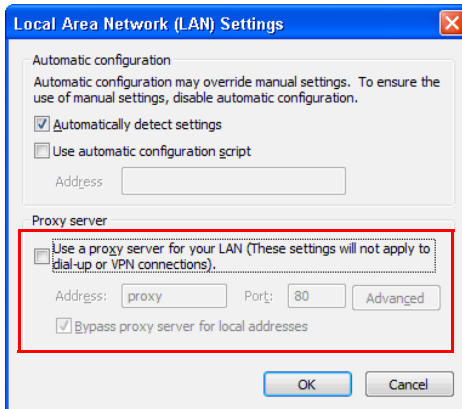 Local Area Network (LAN) Settings
Automatic configuration
Automatic configuration may override manual settings.  To ensure the
use of manual settings, disable automatic configuration.
Automatically detect settings
Use automatic configuration script
Address
Proxy server
Use a proxy server for your LAN (These settings will not apply to
dial-up or VPN connections).
Address: proxy Port: 80 Advanced
Bypass proxy server for local addresses
OK Cancel